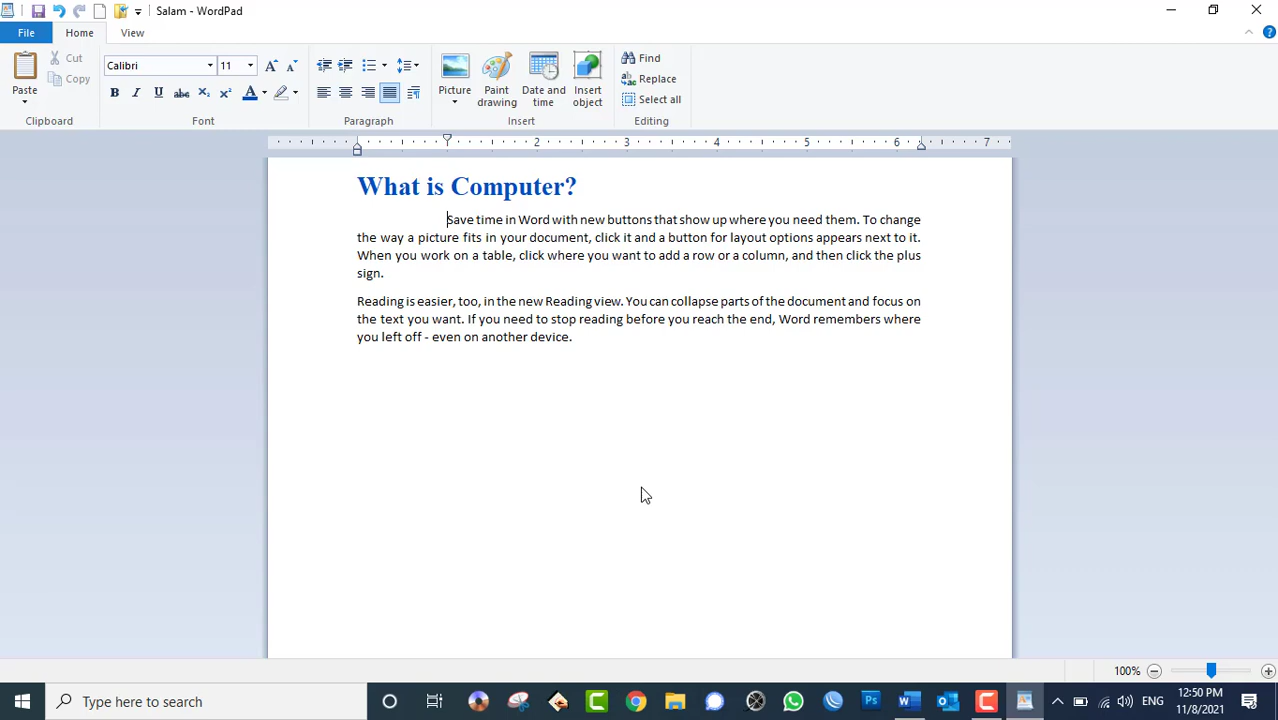 Salam - WordPad
File Home View
Cut
Copy
Paste
Clipboard
Calibri 11
Font
Paragraph
Picture
Paint drawing
Date and time
Insert object
Insert
Find
Replace
Select all
Editing
2 3 4 5 6 7
What is Computer?
Save time in Word with new buttons that show up where you need them. To change
the way a picture fits in your document, click it and a button for layout options appears next to it.
When you work on a table, click where you want to add a row or a column, and then click the plus
sign.
Reading is easier, too, in the new Reading view. You can collapse parts of the document and focus on
the text you want. If you need to stop reading before you reach the end, Word remembers where
you left off - even on another device.
100%
Type here to search
ENG
12:50 PM
11/8/2021